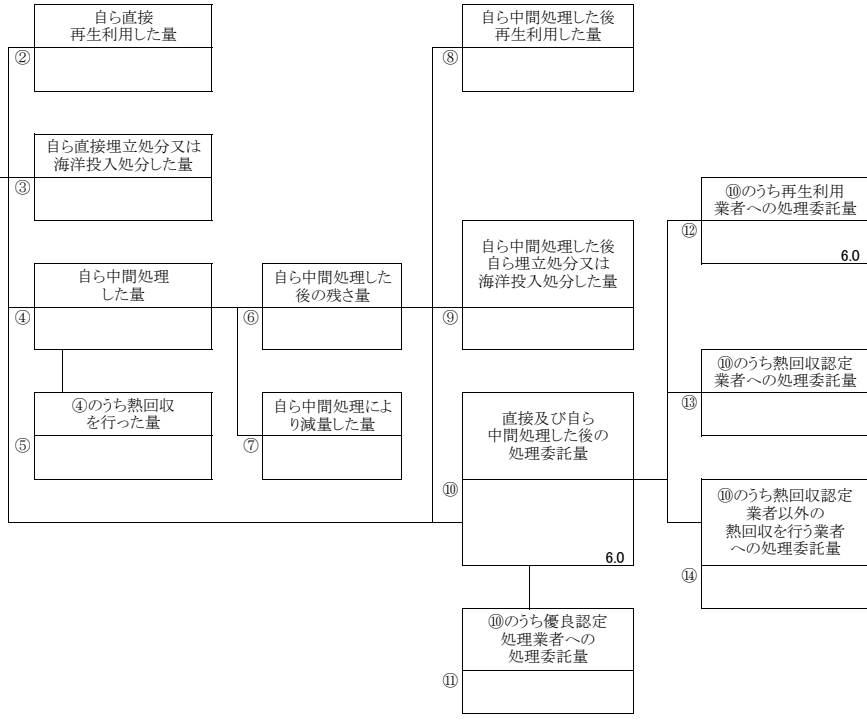 自ら直接
再生利用した量
②
自ら直接埋立処分又は
海洋投入処分した量
③
自ら中間処理
した量
④
④のうち熱回収
を行った量
⑤
自ら中間処理した
後の残さ量
⑥
自ら中間処理によ
り減量した量
⑦
自ら中間処理した後
再生利用した量
⑧
自ら中間処理した後
自ら埋立処分又は
海洋投入処分した量
⑨
直接及び自ら
中間処理した後の
処理委託量
⑩
6.0
⑩のうち優良認定
処理業者への
処理委託量
⑪
⑩のうち再生利用
業者への処理委託量
⑫
6.0
⑩のうち熱回収認定
業者への処理委託量
⑬
⑩のうち熱回収認定
業者以外の
熱回収を行う業者
への処理委託量
⑭